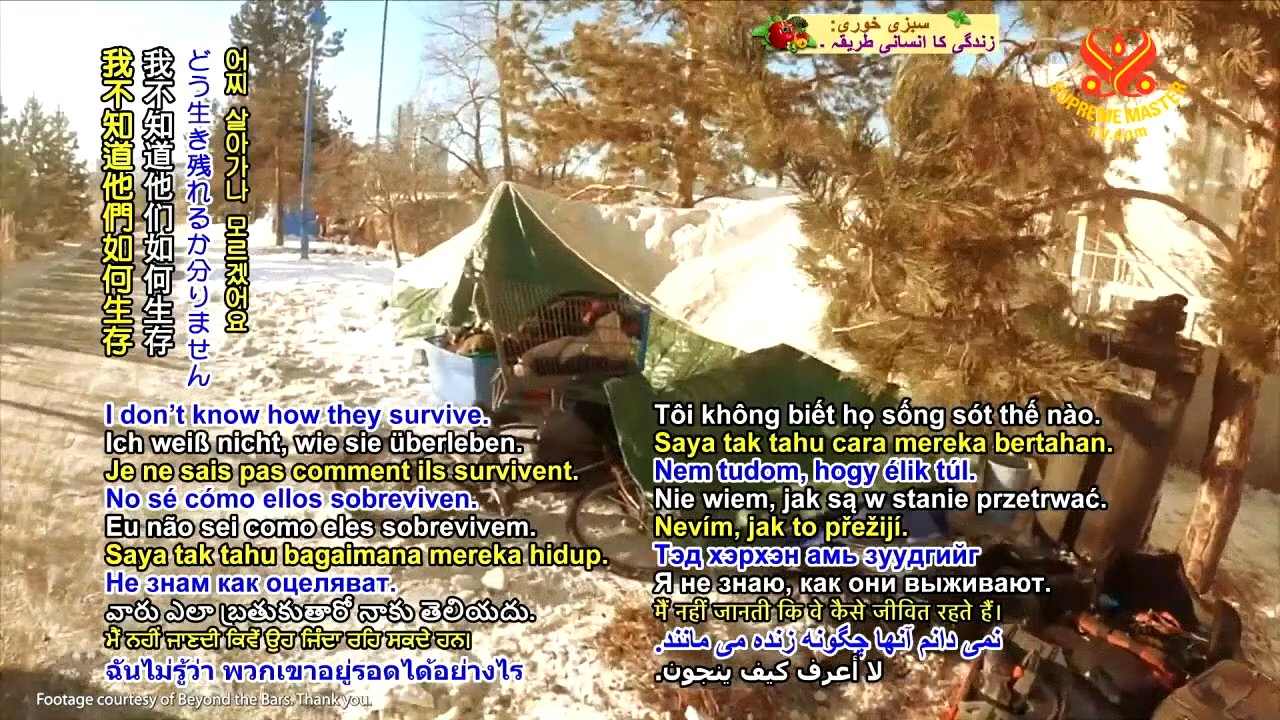 سبزی خوری:
زندگی کا انسانی طریقہ ۔
SUPREME MASTER
TV.com
어찌 살아가나 모르겠어요
どう生き残れるか分りません
我不知道他们如何生存
我不知道他們如何生存
I don't know how they survive.
Ich weiß nicht, wie sie überleben.
Je ne sais pas comment ils survivent.
No sé cómo ellos sobreviven.
Eu não sei como eles sobrevivem.
Saya tak tahu bagaimana mereka hidup.
Не знам как оцеляват.
వారు ఎలా బ్రతుకుతారో నాకు తెలియదు.
ਮੈਂ ਨਹੀਂ ਜਾਣਦੀ ਕਿਵੇਂ ਉਹ ਜਿੰਦਾ ਰਹਿ ਸਕਦੇ ਹਨ।
ฉันไม่รู้ว่า พวกเขาอยู่รอดได้อย่างไร
Tôi không biết họ sống sót thế nào.
Saya tak tahu cara mereka bertahan.
Nem tudom, hogy élik túl.
Nie wiem, jak są w stanie przetrwać.
Nevím, jak to přežijí.
Тэд хэрхэн амь зуудгийг
Я не знаю, как они выживают.
मैं नहीं जानती कि वे कैसे जीवित रहते हैं।
نمی دانم آنها چگونه زنده می مانند.
لا أعرف كيف ينجون.
Footage courtesy of Beyond the Bars. Thank you.